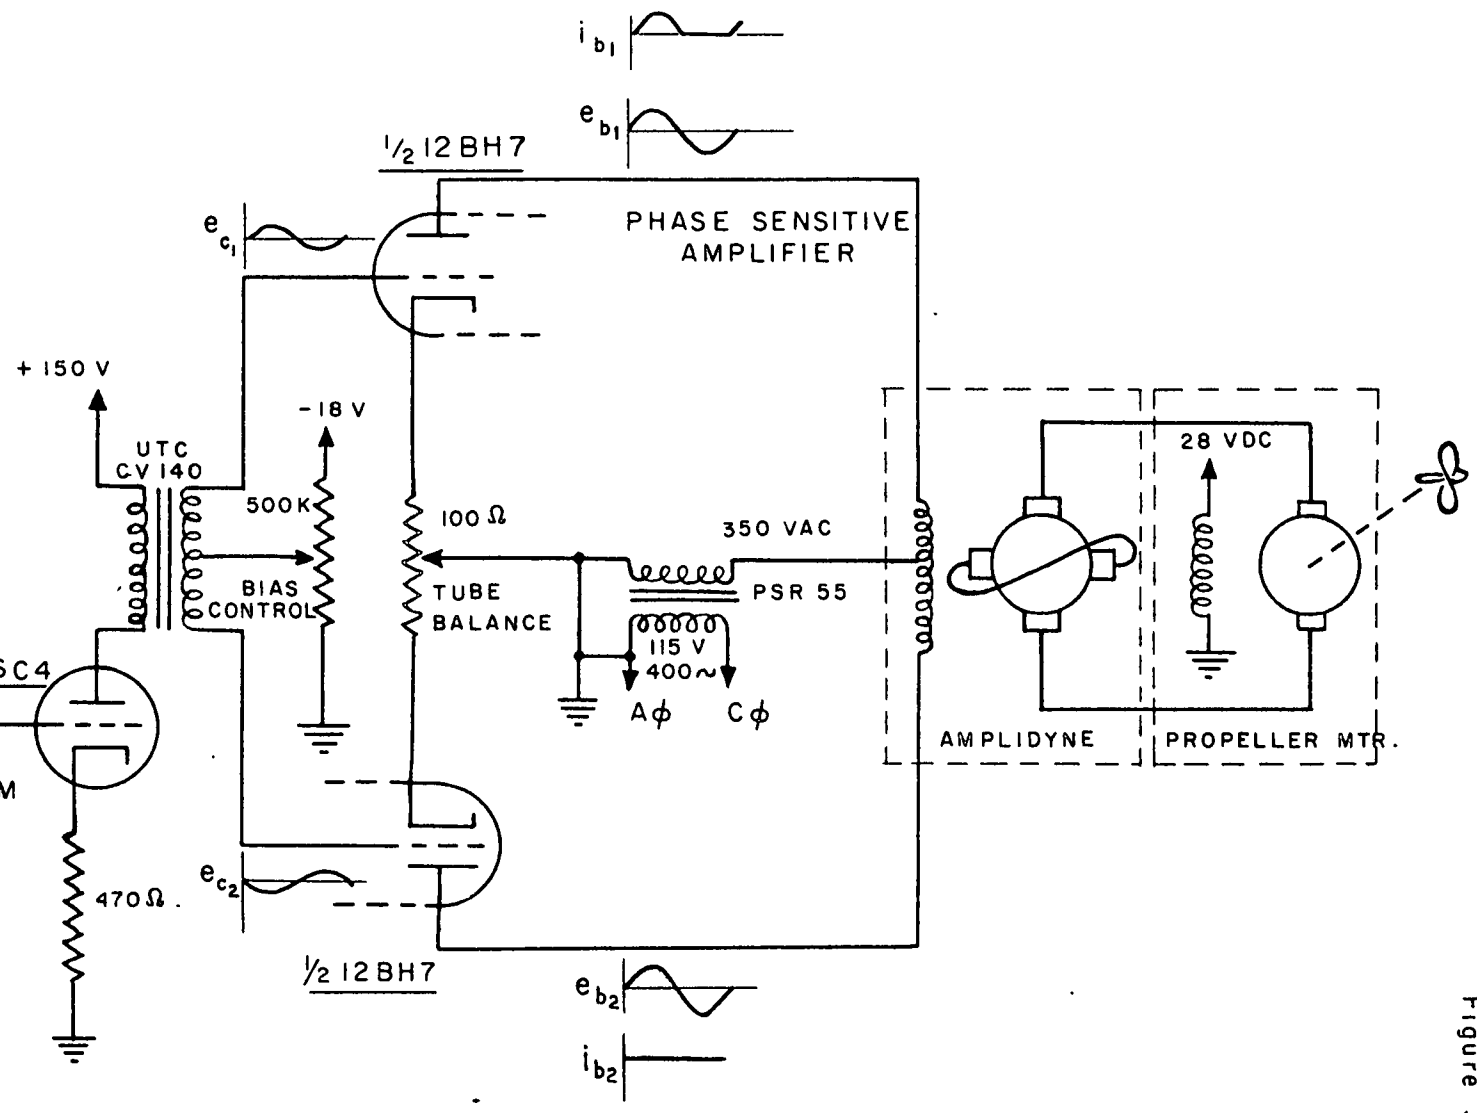 i b1
e b1
1/2 12BH7
PHASE SENSITIVE
AMPLIFIER
e c1
+150 V
-18 V
UTC
CV 140
500K
100 Ω
350 VAC
28 VDC
BIAS
CONTROL
TUBE
BALANCE
PSR 55
115 V
400~
Aϕ
Cϕ
AMPLIDYNE
PROPELLER MTR.
SC4
M
470Ω.
e c2
1/2 12BH7
e b2
i b2
Figure